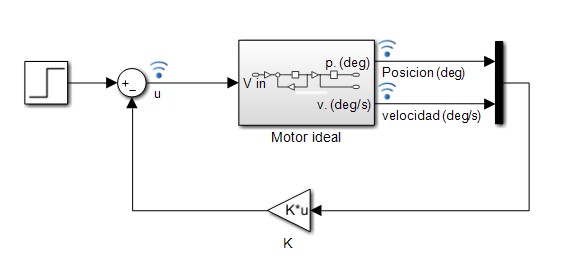 p. (deg)
Posicion (deg)
V in
u
v. (deg/s)
velocidad (deg/s)
Motor ideal
K*u
K